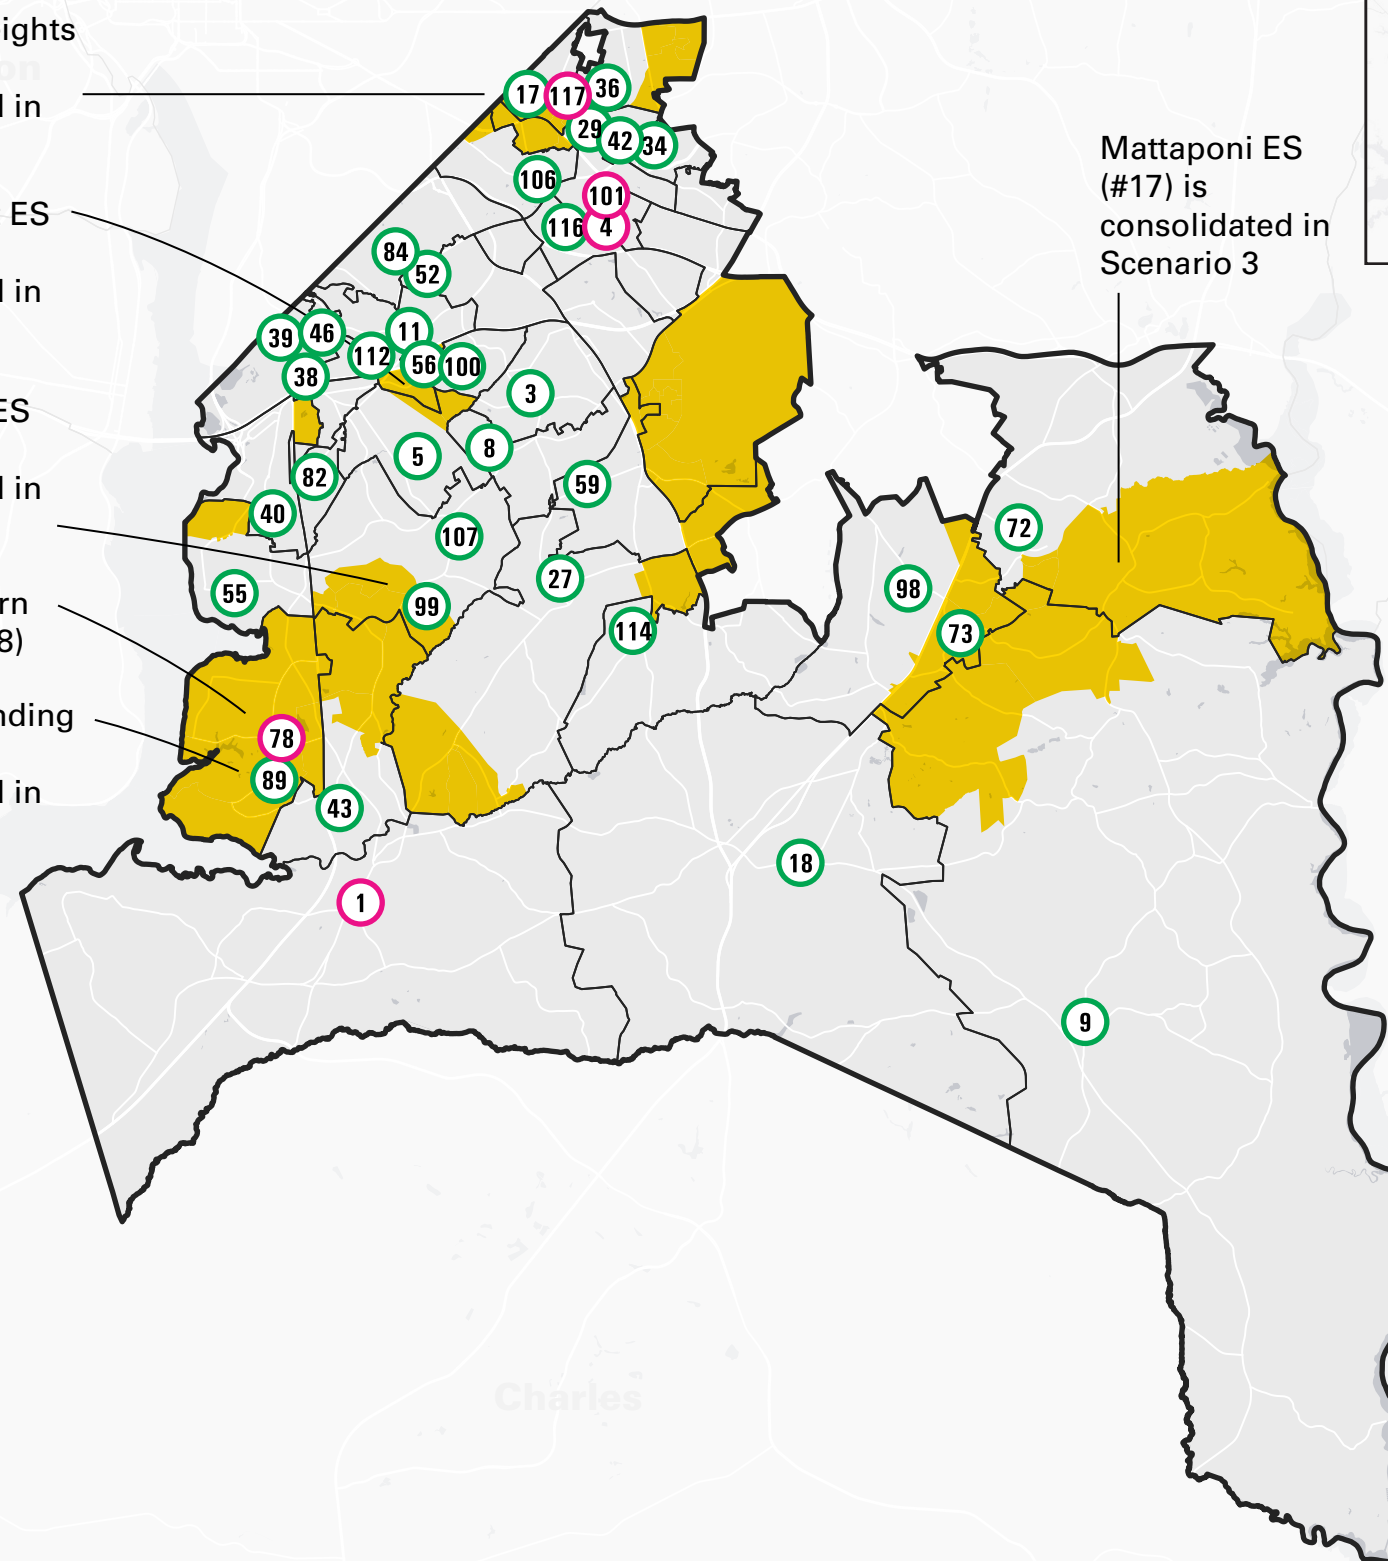 ights
on
l in
ES
l in
ES
l in
rn
8)
nding
l in
Mattaponi ES
(#17) is
consolidated in
Scenario 3
17
117
36
29
42
34
106
101
116
4
84
52
39
46
11
112
56
100
38
3
8
5
82
59
40
107
72
27
98
55
99
114
73
78
89
43
18
1
9
Charles